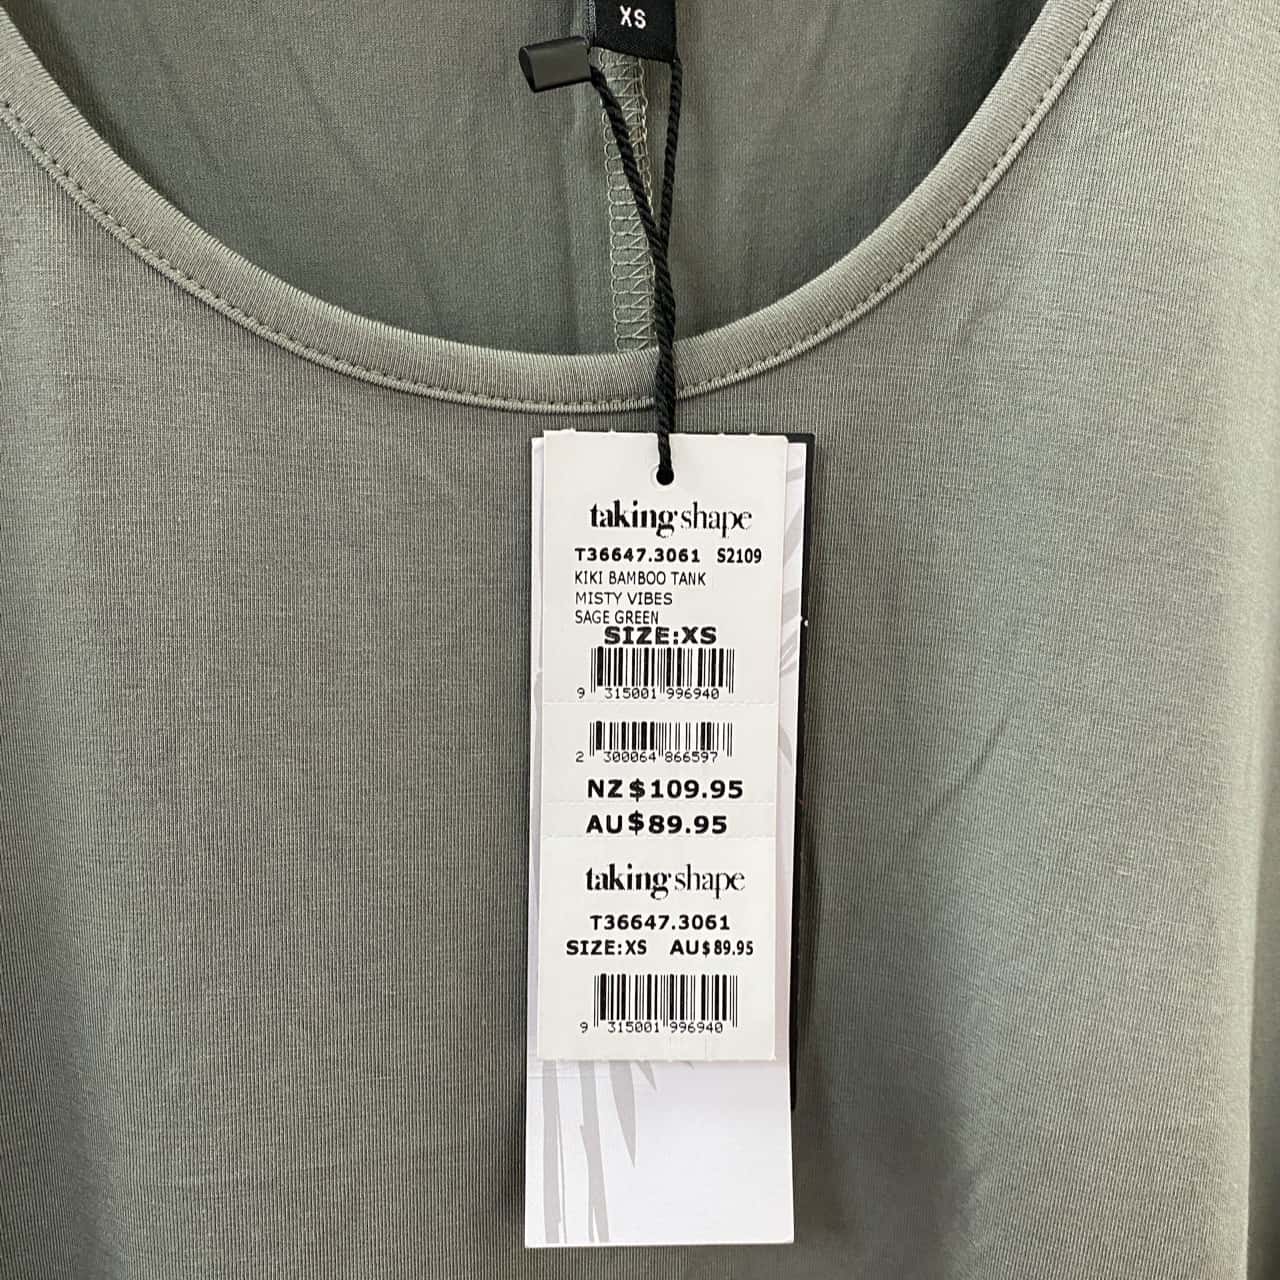 XS
taking shape
T36647.3061 S2109
KIKI BAMBOO TANK
MISTY VIBES
SAGE GREEN
SIZE:XS
9 315001 996940
2 300064 866597
NZ$109.95
AU$89.95
taking shape
T36647.3061
SIZE:XS AU$89.95
9 315001 996940